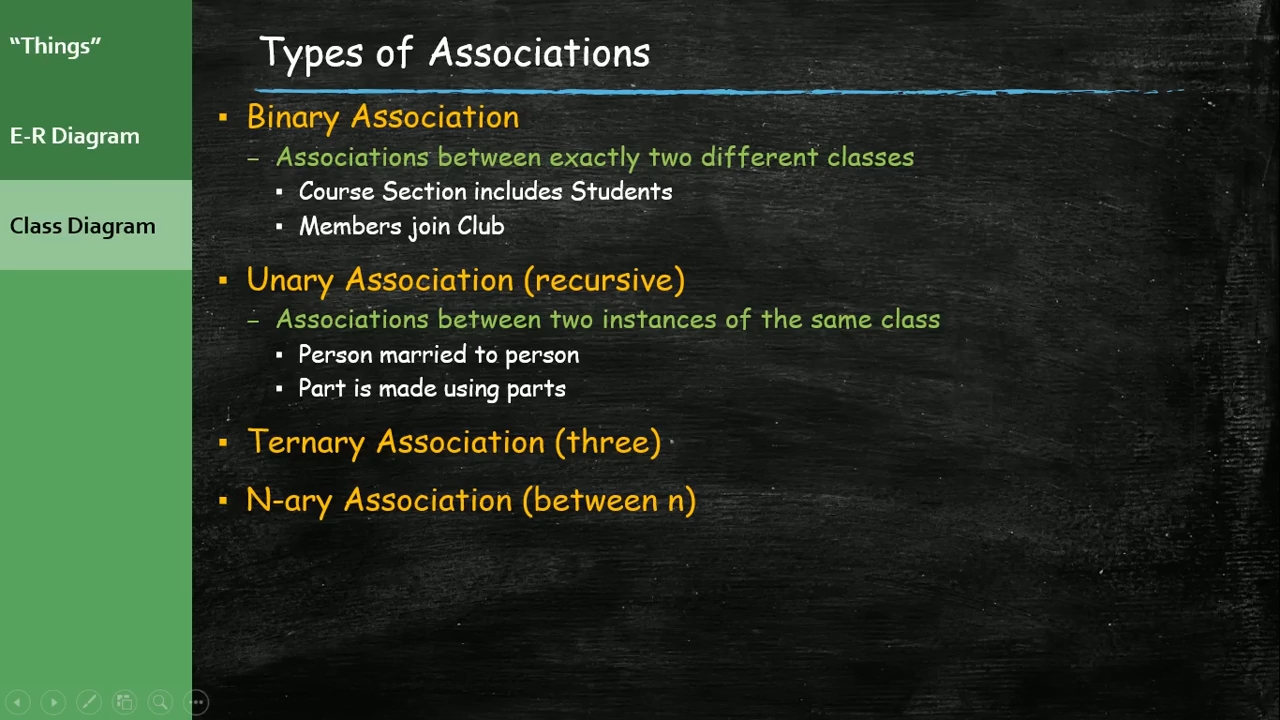 “Things”
E-R Diagram
Class Diagram
Types of Associations
▪ Binary Association
– Associations between exactly two different classes
▪ Course Section includes Students
▪ Members join Club
▪ Unary Association (recursive)
– Associations between two instances of the same class
▪ Person married to person
▪ Part is made using parts
▪ Ternary Association (three)
▪ N-ary Association (between n)